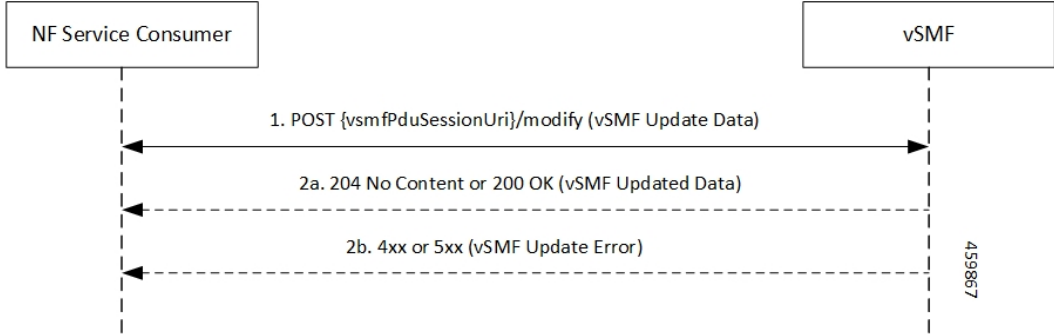 NF Service Consumer
vSMF
1. POST {vsmfPduSessionUri}/modify (vSMF Update Data)
2a. 204 No Content or 200 OK (vSMF Updated Data)
2b. 4xx or 5xx (vSMF Update Error)
459867